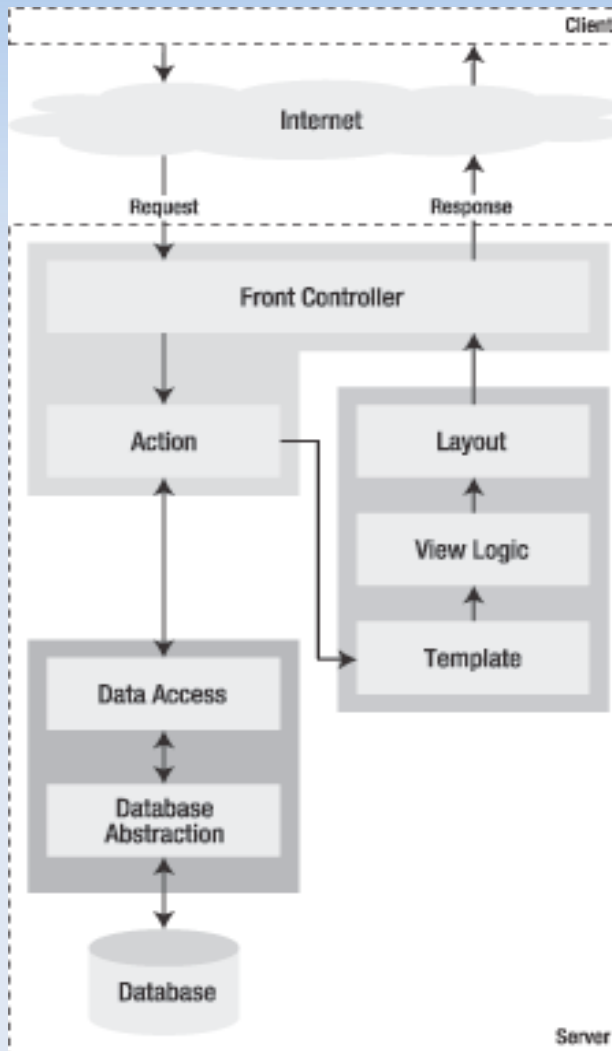 Client
Internet
Request
Response
Front Controller
Action
Layout
View Logic
Template
Data Access
Database
Abstraction
Database
Server